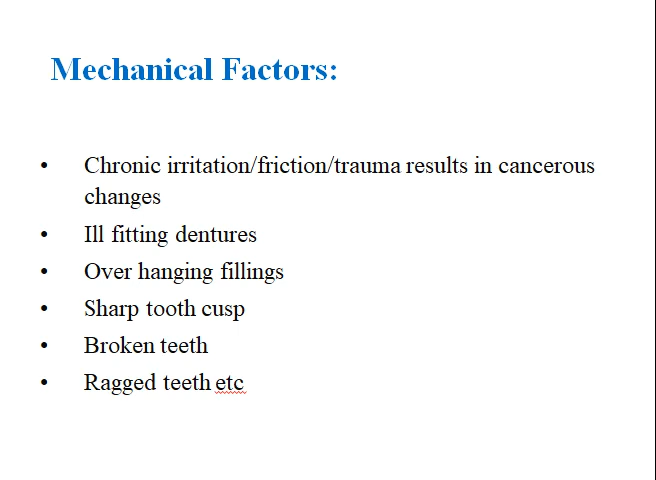 Mechanical Factors:
• Chronic irritation/friction/trauma results in cancerous
changes
• Ill fitting dentures
• Over hanging fillings
• Sharp tooth cusp
• Broken teeth
• Ragged teeth etc